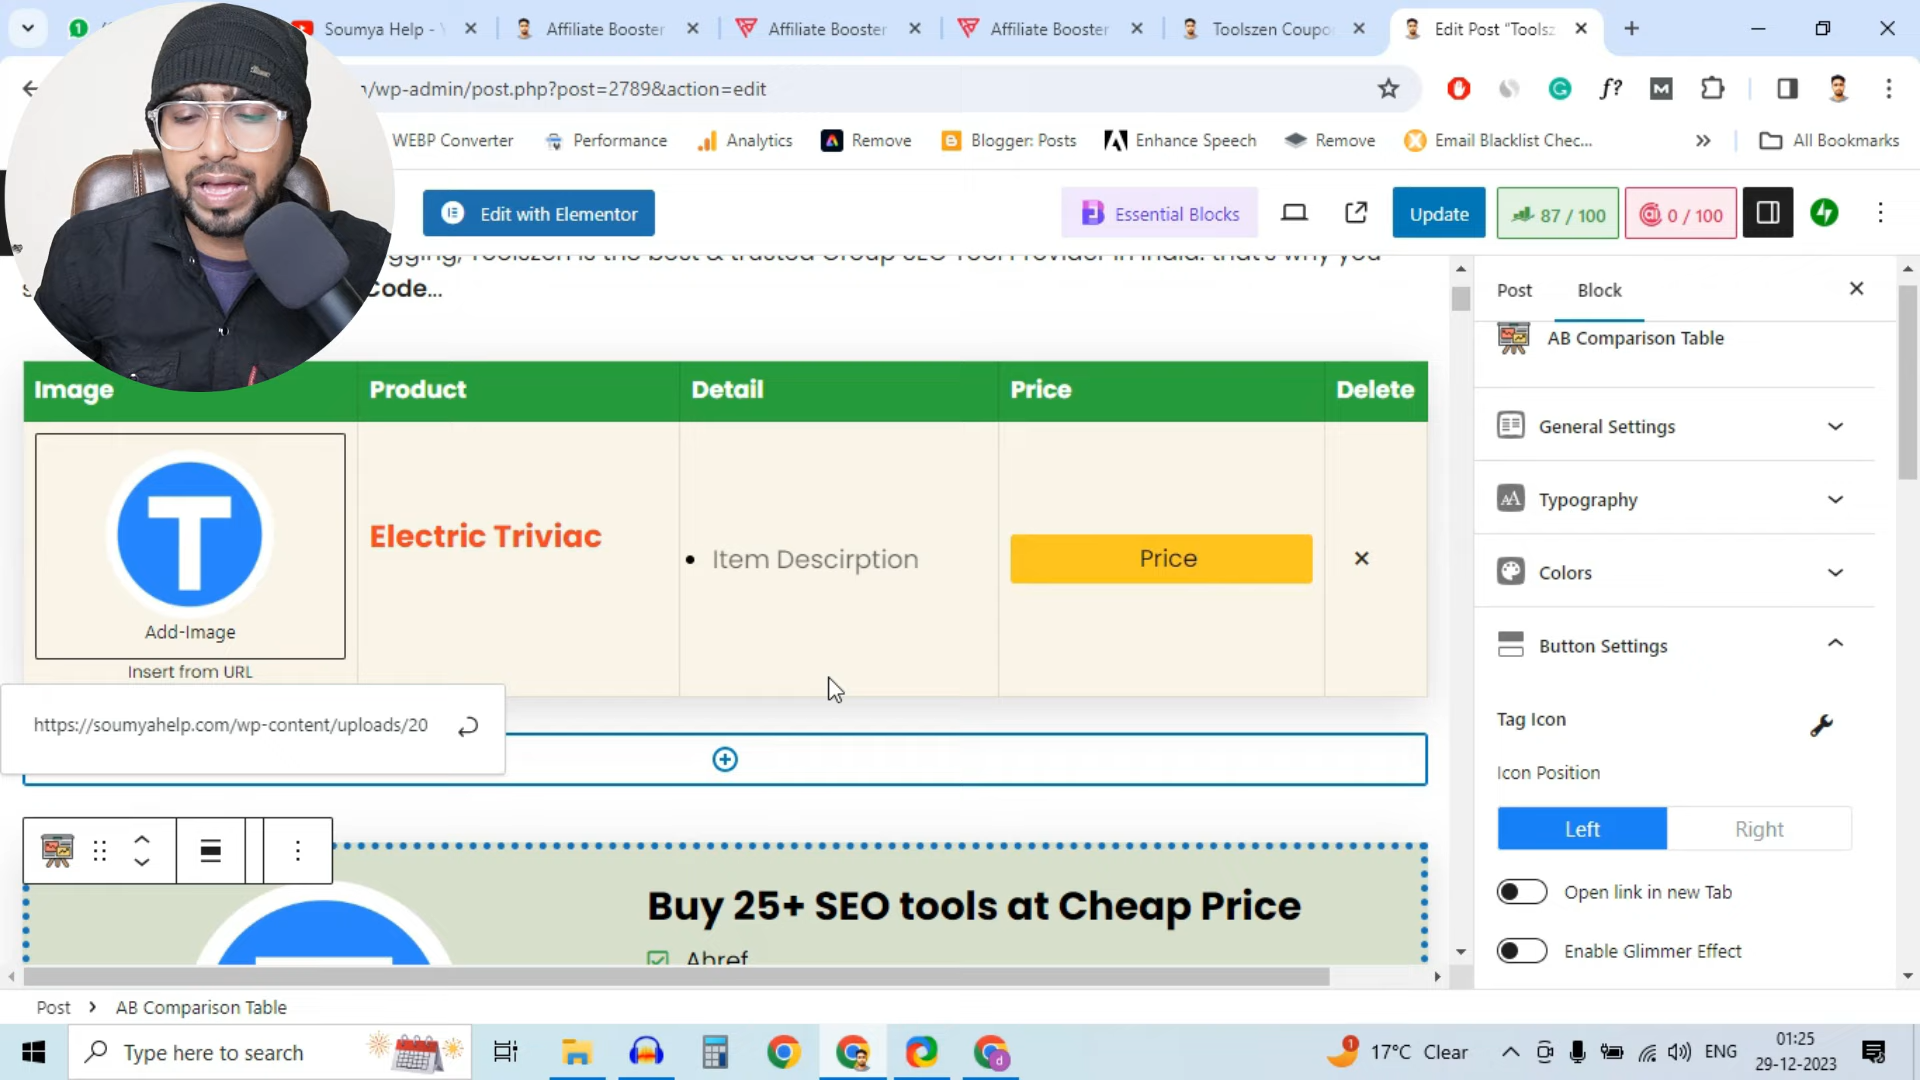 Soumya Help -
Affiliate Booster
Affiliate Booster
Affiliate Booster
Toolszen Coupo
Edit Post “Toolsz
/wp-admin/post.php?post=2789&action=edit
WEBP Converter
Performance
Analytics
Remove
Blogger: Posts
Enhance Speech
Remove
Email Blacklist Chec...
All Bookmarks
Edit with Elementor
Essential Blocks
Update
87 / 100
0 / 100
Code...
Post
Block
AB Comparison Table
Image
Product
Detail
Price
Delete
General Settings
T
Electric Triviac
Item Descirption
Price
Typography
Colors
Add-Image
Insert from URL
Button Settings
https://soumyahelp.com/wp-content/uploads/20
Tag Icon
Icon Position
Left
Right
Buy 25+ SEO tools at Cheap Price
Ahref
Open link in new Tab
Enable Glimmer Effect
Post
AB Comparison Table
Type here to search
1
17°C Clear
ENG
01:25
29-12-2023